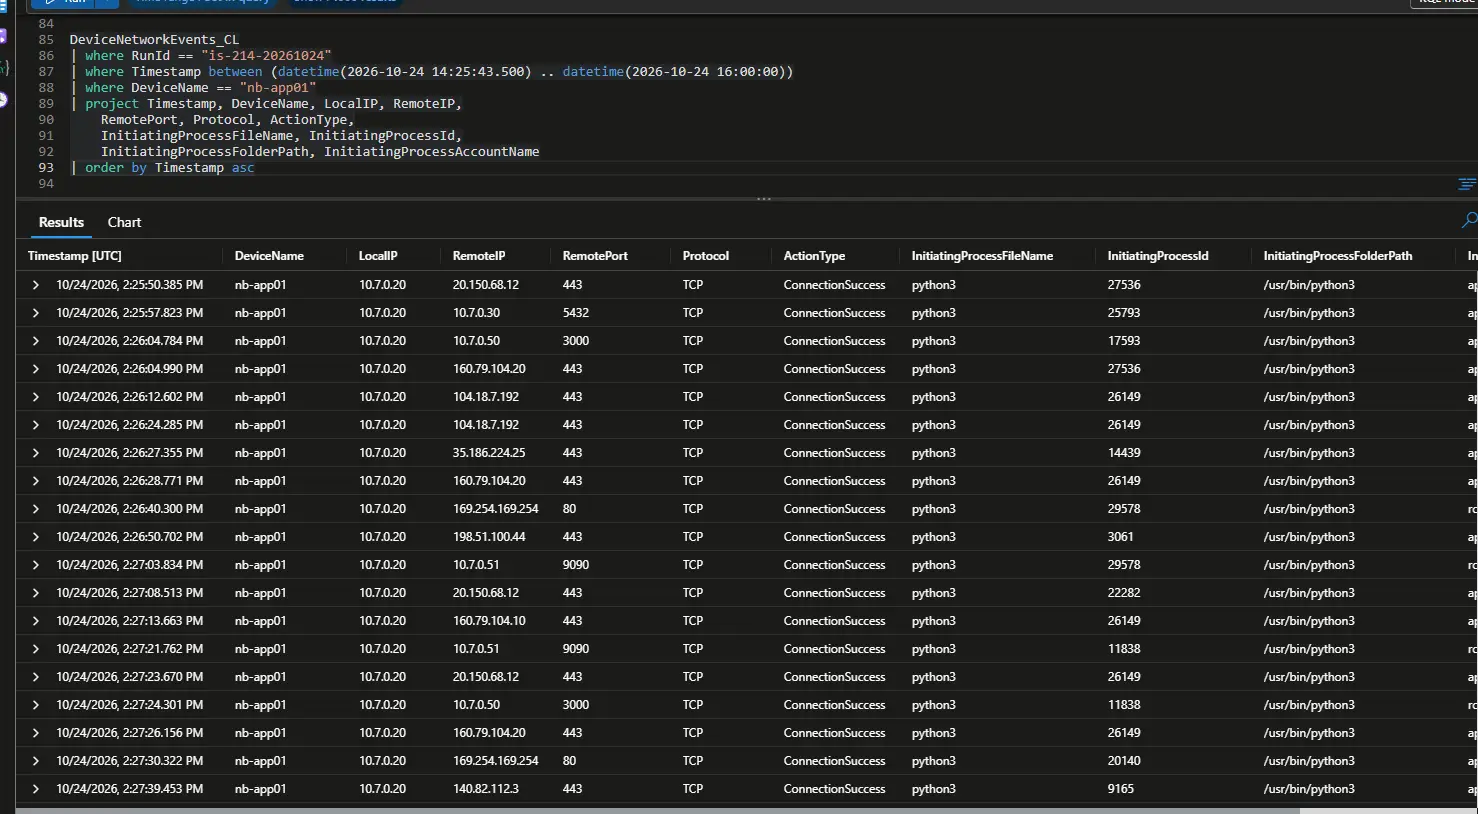 Run
84
85 DeviceNetworkEvents_CL
86 | where RunId == "is-214-20261024"
87 | where Timestamp between (datetime(2026-10-24 14:25:43.500) .. datetime(2026-10-24 16:00:00))
88 | where DeviceName == "nb-app01"
89 | project Timestamp, DeviceName, LocalIP, RemoteIP,
90 RemotePort, Protocol, ActionType,
91 InitiatingProcessFileName, InitiatingProcessId,
92 InitiatingProcessFolderPath, InitiatingProcessAccountName
93 | order by Timestamp asc
94
Results Chart
Timestamp [UTC] DeviceName LocalIP RemoteIP RemotePort Protocol ActionType InitiatingProcessFileName InitiatingProcessId InitiatingProcessFolderPath
10/24/2026, 2:25:50.385 PM nb-app01 10.7.0.20 20.150.68.12 443 TCP ConnectionSuccess python3 27536 /usr/bin/python3
10/24/2026, 2:25:57.823 PM nb-app01 10.7.0.20 10.7.0.30 5432 TCP ConnectionSuccess python3 25793 /usr/bin/python3
10/24/2026, 2:26:04.784 PM nb-app01 10.7.0.20 10.7.0.50 3000 TCP ConnectionSuccess python3 17593 /usr/bin/python3
10/24/2026, 2:26:04.990 PM nb-app01 10.7.0.20 160.79.104.20 443 TCP ConnectionSuccess python3 27536 /usr/bin/python3
10/24/2026, 2:26:12.602 PM nb-app01 10.7.0.20 104.18.7.192 443 TCP ConnectionSuccess python3 26149 /usr/bin/python3
10/24/2026, 2:26:24.285 PM nb-app01 10.7.0.20 104.18.7.192 443 TCP ConnectionSuccess python3 26149 /usr/bin/python3
10/24/2026, 2:26:27.355 PM nb-app01 10.7.0.20 35.186.224.25 443 TCP ConnectionSuccess python3 14439 /usr/bin/python3
10/24/2026, 2:26:28.771 PM nb-app01 10.7.0.20 160.79.104.20 443 TCP ConnectionSuccess python3 26149 /usr/bin/python3
10/24/2026, 2:26:40.300 PM nb-app01 10.7.0.20 169.254.169.254 80 TCP ConnectionSuccess python3 29578 /usr/bin/python3
10/24/2026, 2:26:50.702 PM nb-app01 10.7.0.20 198.51.100.44 443 TCP ConnectionSuccess python3 3061 /usr/bin/python3
10/24/2026, 2:27:03.834 PM nb-app01 10.7.0.20 10.7.0.51 9090 TCP ConnectionSuccess python3 29578 /usr/bin/python3
10/24/2026, 2:27:08.513 PM nb-app01 10.7.0.20 20.150.68.12 443 TCP ConnectionSuccess python3 22282 /usr/bin/python3
10/24/2026, 2:27:13.663 PM nb-app01 10.7.0.20 160.79.104.10 443 TCP ConnectionSuccess python3 26149 /usr/bin/python3
10/24/2026, 2:27:21.762 PM nb-app01 10.7.0.20 10.7.0.51 9090 TCP ConnectionSuccess python3 11838 /usr/bin/python3
10/24/2026, 2:27:23.670 PM nb-app01 10.7.0.20 20.150.68.12 443 TCP ConnectionSuccess python3 26149 /usr/bin/python3
10/24/2026, 2:27:24.301 PM nb-app01 10.7.0.20 10.7.0.50 3000 TCP ConnectionSuccess python3 11838 /usr/bin/python3
10/24/2026, 2:27:26.156 PM nb-app01 10.7.0.20 160.79.104.20 443 TCP ConnectionSuccess python3 26149 /usr/bin/python3
10/24/2026, 2:27:30.322 PM nb-app01 10.7.0.20 169.254.169.254 80 TCP ConnectionSuccess python3 20140 /usr/bin/python3
10/24/2026, 2:27:39.453 PM nb-app01 10.7.0.20 140.82.112.3 443 TCP ConnectionSuccess python3 9165 /usr/bin/python3